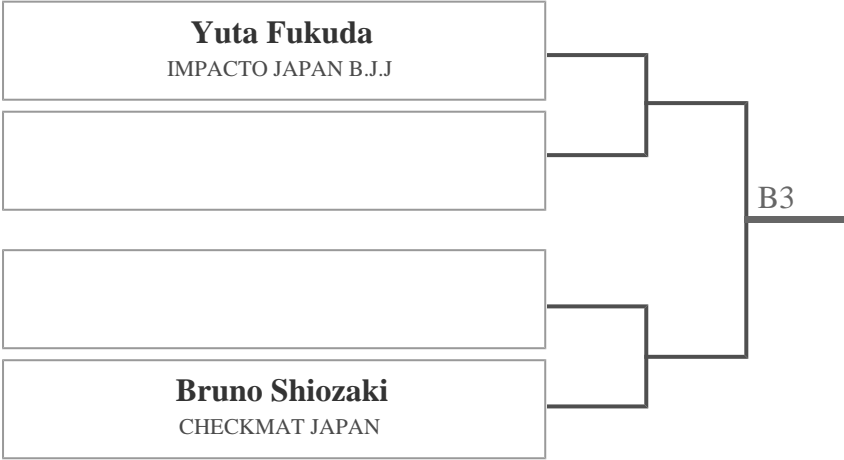 Yuta Fukuda
IMPACTO JAPAN B.J.J
B3
Bruno Shiozaki
CHECKMAT JAPAN